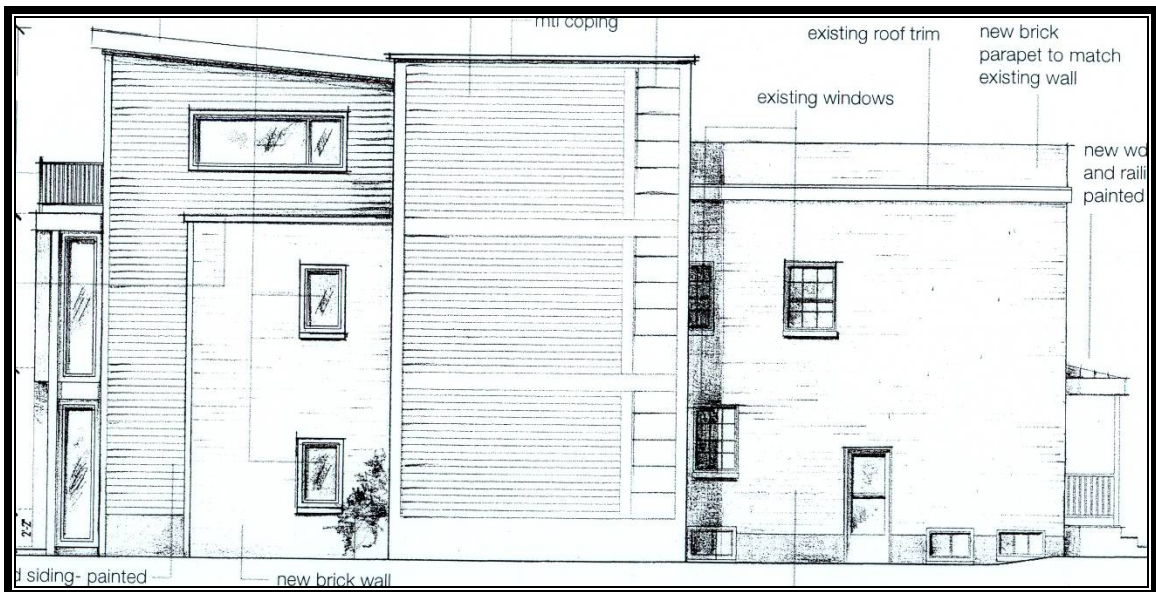 mtl coping
existing roof trim
new brick
parapet to match
existing wall
existing windows
new wo
and raili
painted
2'-2"
d siding- painted
new brick wall